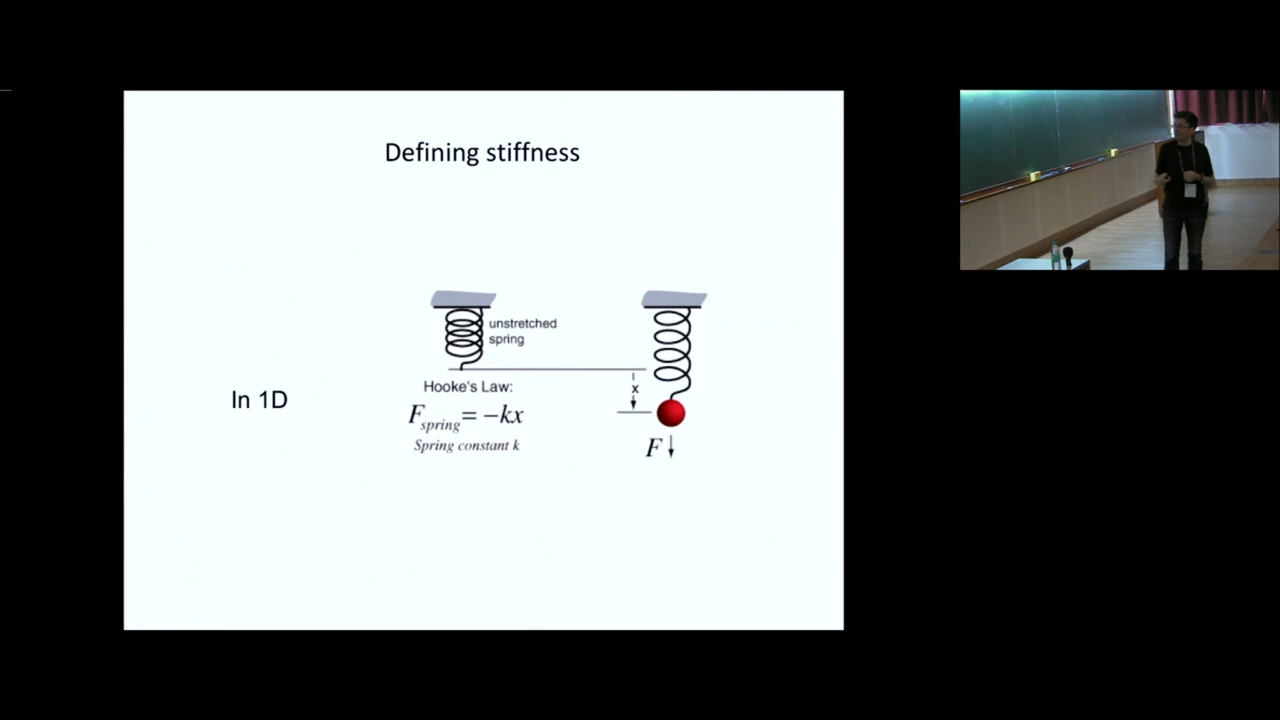 Defining stiffness
unstretched
spring
In 1D
Hooke's Law:
F_spring = −kx
Spring constant k
x
F↓